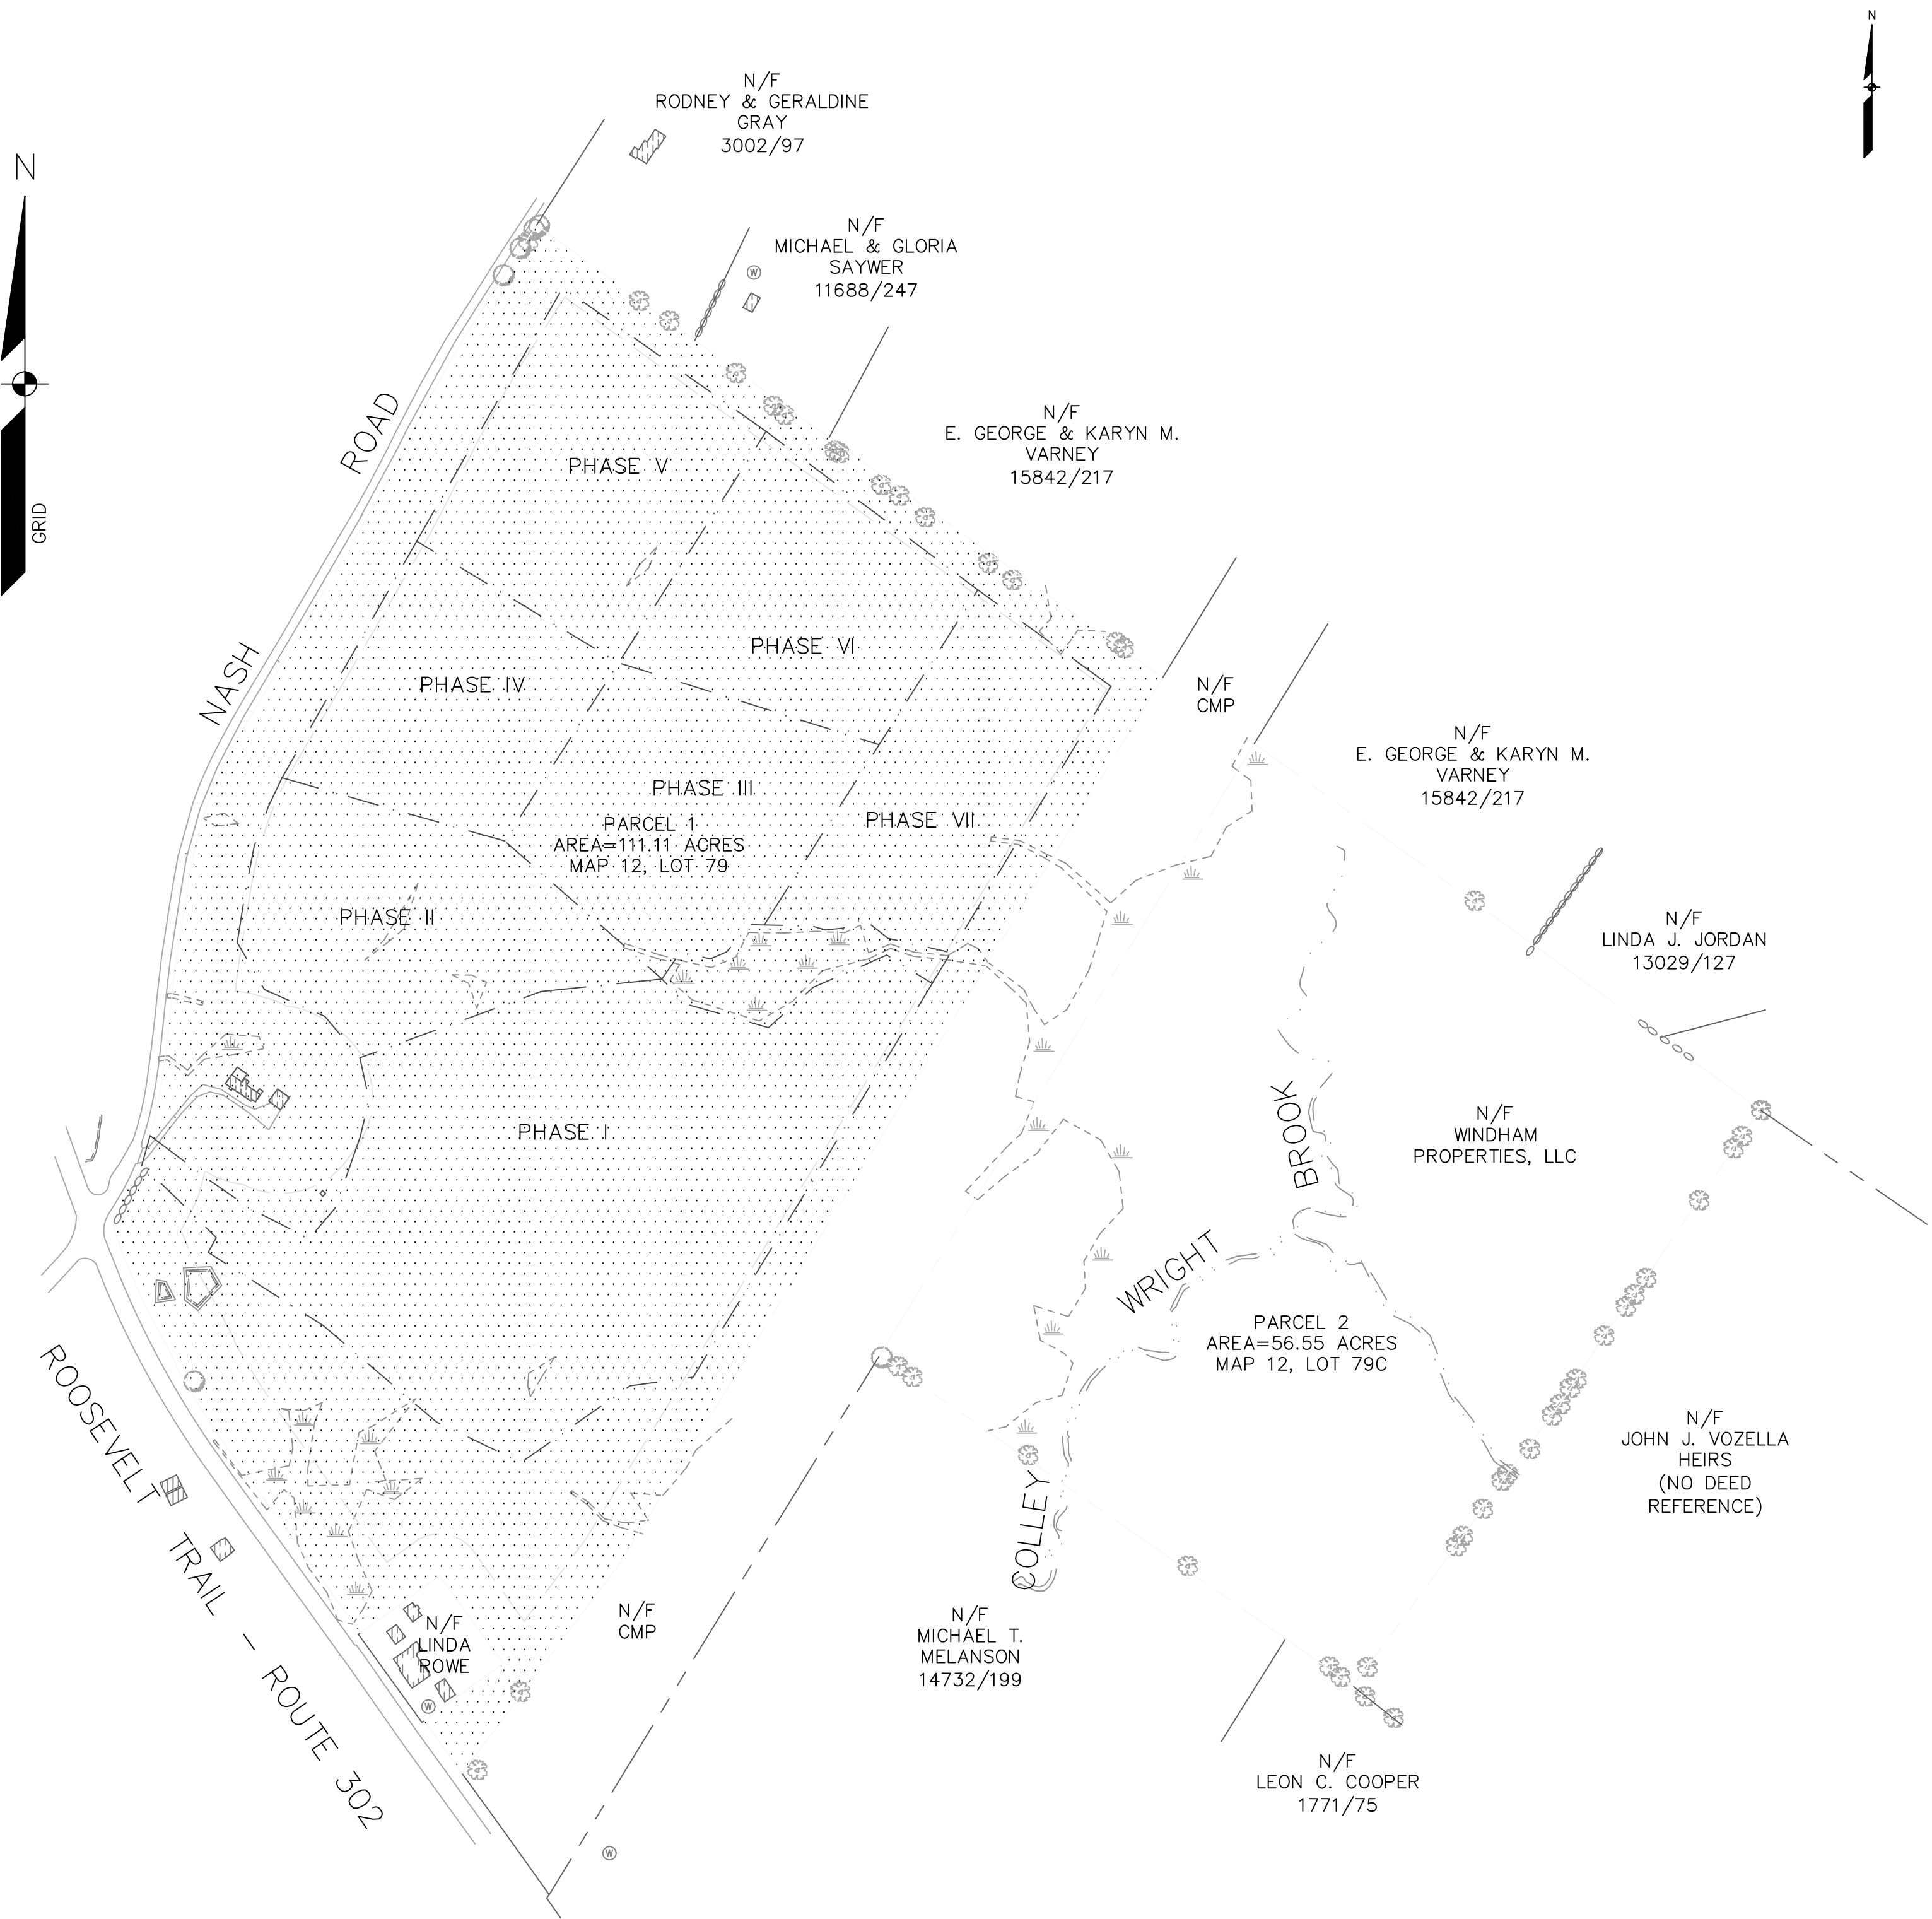 N
N/F
RODNEY & GERALDINE
GRAY
3002/97
N
GRID
N/F
MICHAEL & GLORIA
SAYWER
11688/247
W
N/F
E. GEORGE & KARYN M.
VARNEY
15842/217
NASH ROAD
PHASE V
PHASE VI
PHASE IV
N/F
CMP
N/F
E. GEORGE & KARYN M.
VARNEY
15842/217
PHASE III
PARCEL 1
AREA=111.11 ACRES
MAP 12, LOT 79
PHASE VII
PHASE II
N/F
LINDA J. JORDAN
13029/127
PHASE I
N/F
WINDHAM
PROPERTIES, LLC
COLLEY WRIGHT BROOK
PARCEL 2
AREA=56.55 ACRES
MAP 12, LOT 79C
N/F
JOHN J. VOZELLA
HEIRS
(NO DEED
REFERENCE)
ROOSEVELT TRAIL - ROUTE 302
N/F
LINDA
ROWE
W
N/F
CMP
N/F
MICHAEL T.
MELANSON
14732/199
N/F
LEON C. COOPER
1771/75
W